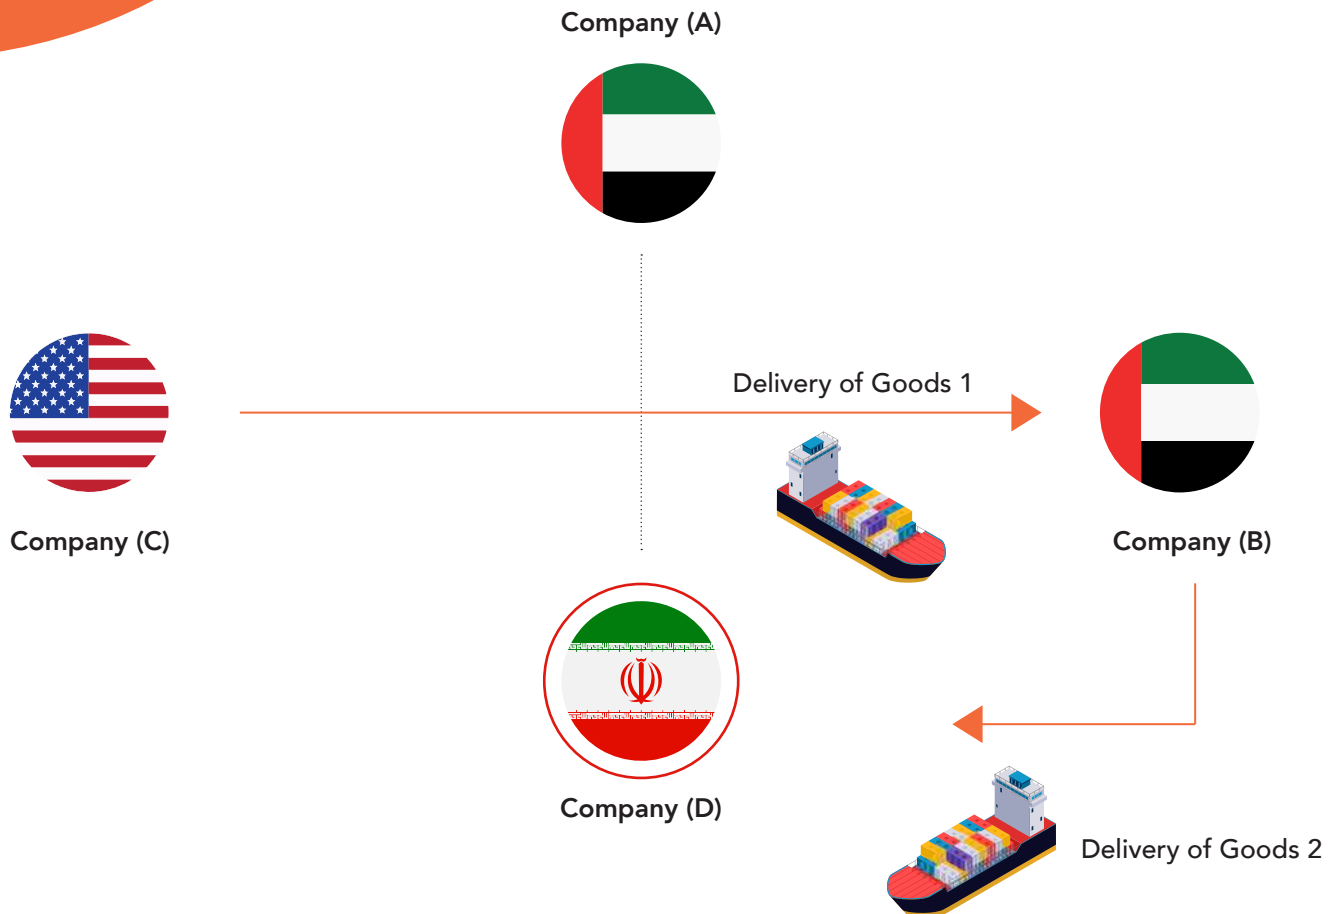 Company (A)
Delivery of Goods 1
Company (C)
Company (B)
Company (D)
Delivery of Goods 2